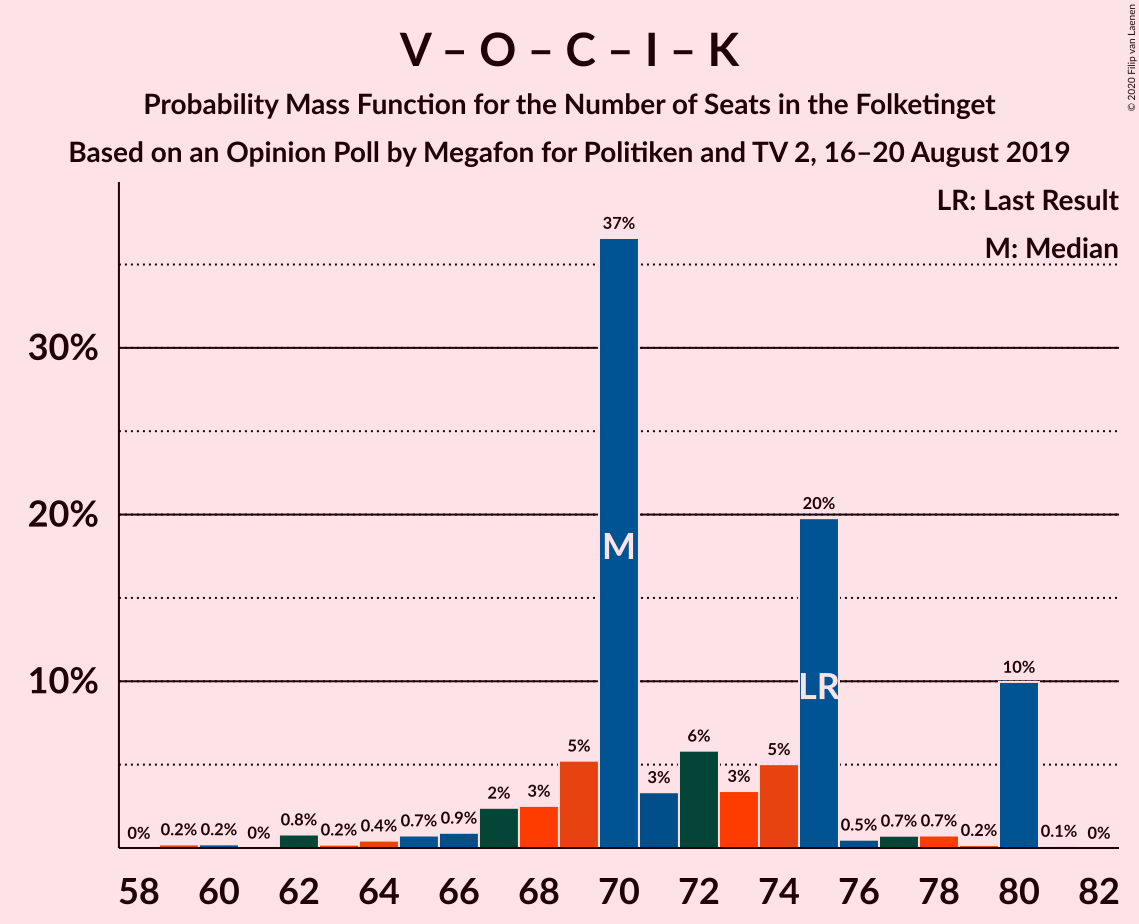 V – O – C – I – K
Probability Mass Function for the Number of Seats in the Folketinget
Based on an Opinion Poll by Megafon for Politiken and TV 2, 16–20 August 2019
© 2020 Filip van Laenen
LR: Last Result
M: Median
30%
20%
10%
0% 0.2% 0.2% 0% 0.8% 0.2% 0.4% 0.7% 0.9% 2% 3% 5% 37% 3% 6% 3% 5% 20% 0.5% 0.7% 0.7% 0.2% 10% 0.1% 0%
M
LR
58 60 62 64 66 68 70 72 74 76 78 80 82